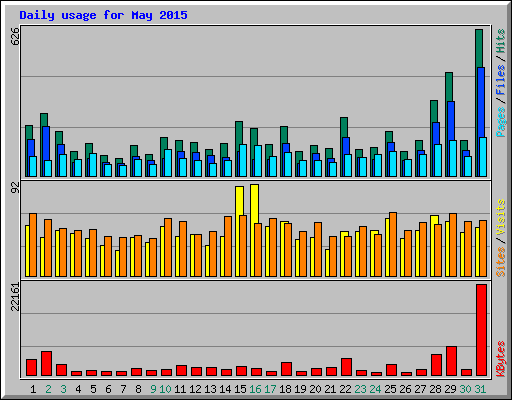 Daily usage for May 2015
626
Pages / Files / Hits
92
Sites / Visits
22161
KBytes
1 2 3 4 5 6 7 8 9 10 11 12 13 14 15 16 17 18 19 20 21 22 23 24 25 26 27 28 29 30 31